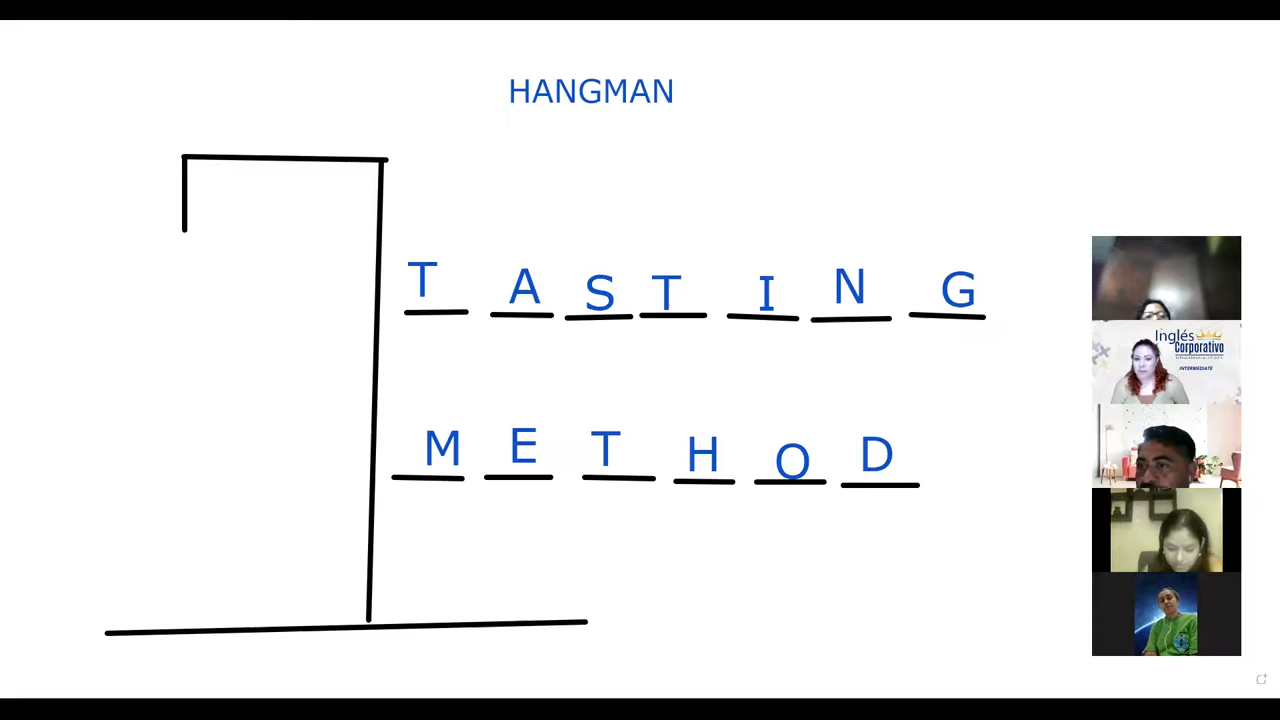 HANGMAN
T A S T I N G
M E T H O D
Inglés
Corporativo
INTERMEDIATE